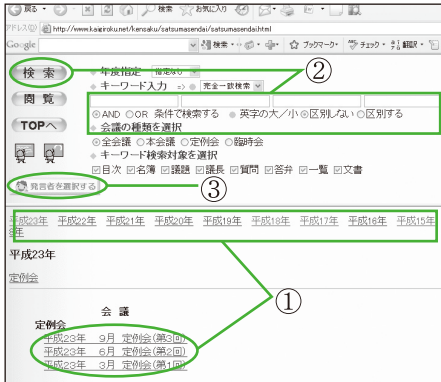 戻る 検索 お気に入り
アドレス(D) http://www.kaigiroku.net/kensaku/satsumasendai/satsumasendai.html
Google 検索 ブックマーク チェック 翻訳
検索 年度指定 指定なし ②
キーワード入力 => 完全一致検索
閲覧
AND OR 条件で検索する 英字の大/小 区別しない 区別する
TOPへ 会議の種類を選択
全会議 本会議 定例会 臨時会
キーワード検索対象を選択
目次 名簿 議題 議長 質問 答弁 一覧 文書
発言者を選択する ③
平成23年 平成22年 平成21年 平成20年 平成19年 平成18年 平成17年 平成16年 平成15年
8年
平成23年
定例会
①
会議
定例会
平成23年 9月 定例会(第3回)
平成23年 6月 定例会(第2回)
平成23年 3月 定例会(第1回)